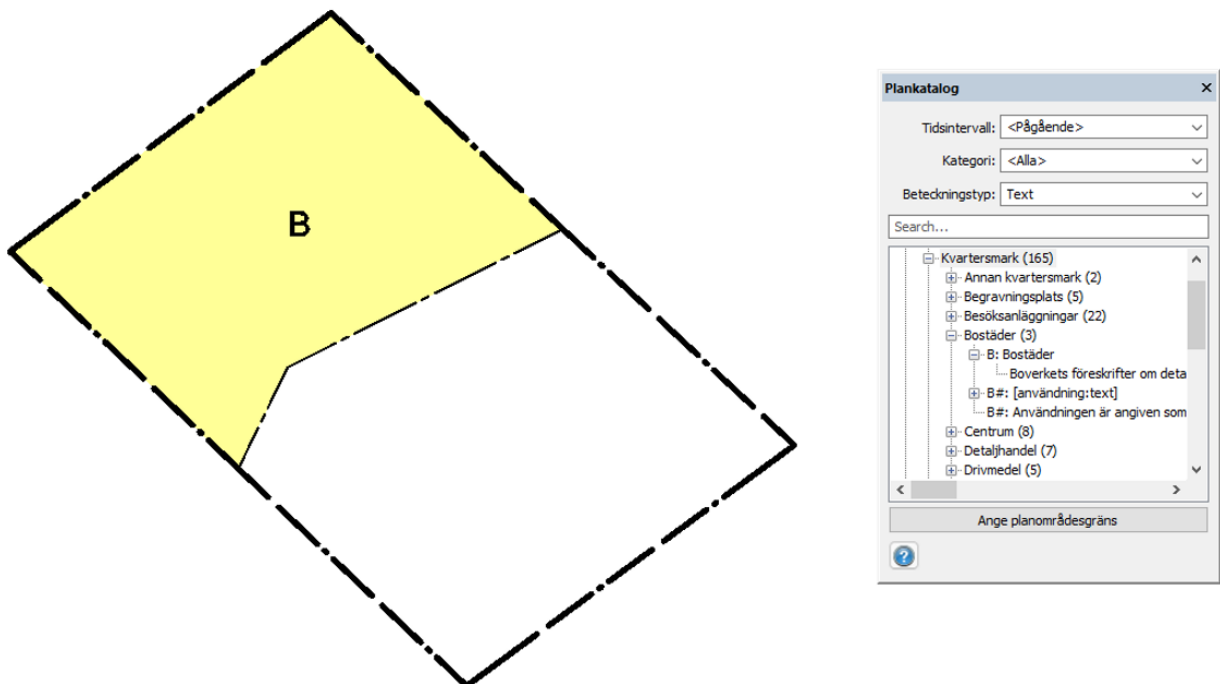 B
Plankatalog
Tidsintervall: <Pågående>
Kategori: <Alla>
Beteckningstyp: Text
Search...
Kvartersmark (165)
Annan kvartersmark (2)
Begravningsplats (5)
Besöksanläggningar (22)
Bostäder (3)
B: Bostäder
Boverkets föreskrifter om deta
B#: [användning:text]
B#: Användningen är angiven som
Centrum (8)
Detaljhandel (7)
Drivmedel (5)
Ange planområdesgräns